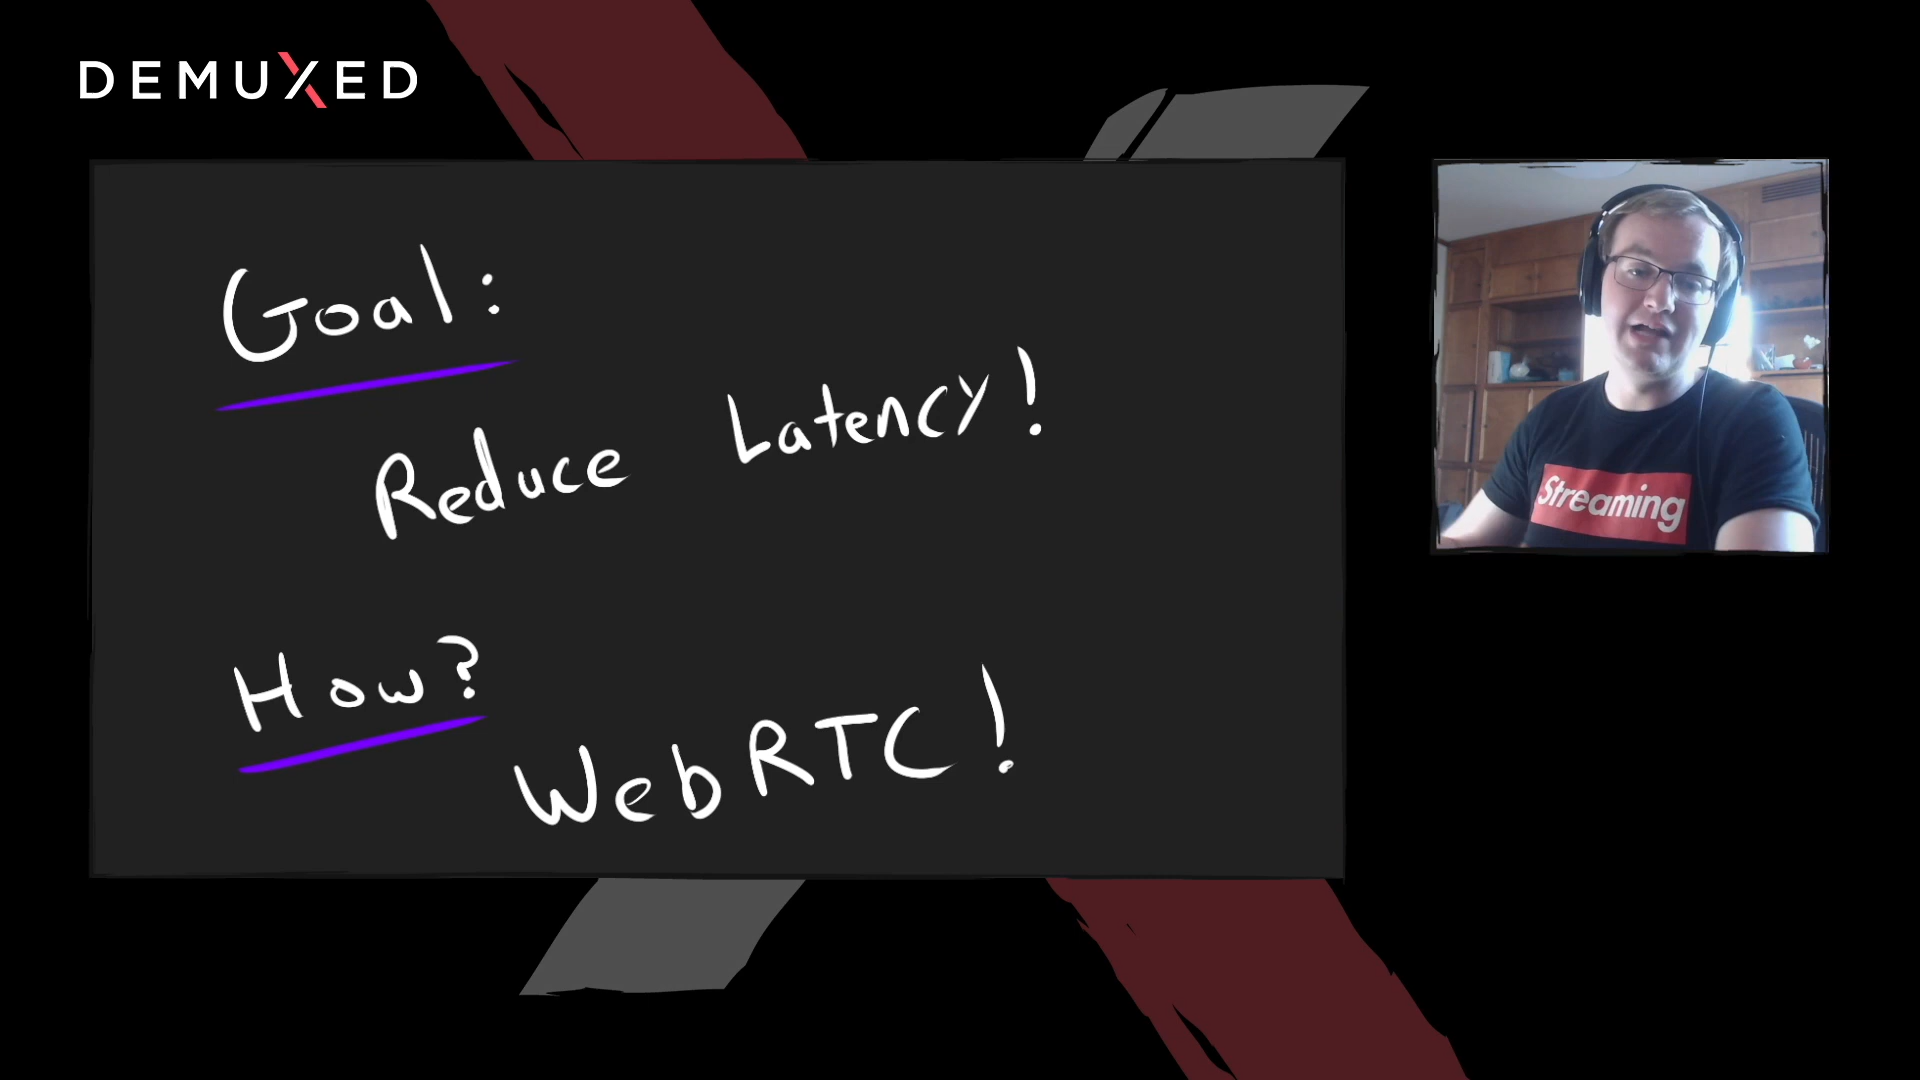 DEMUXED
Goal:
Reduce Latency!
How?
WebRTC!
Streaming